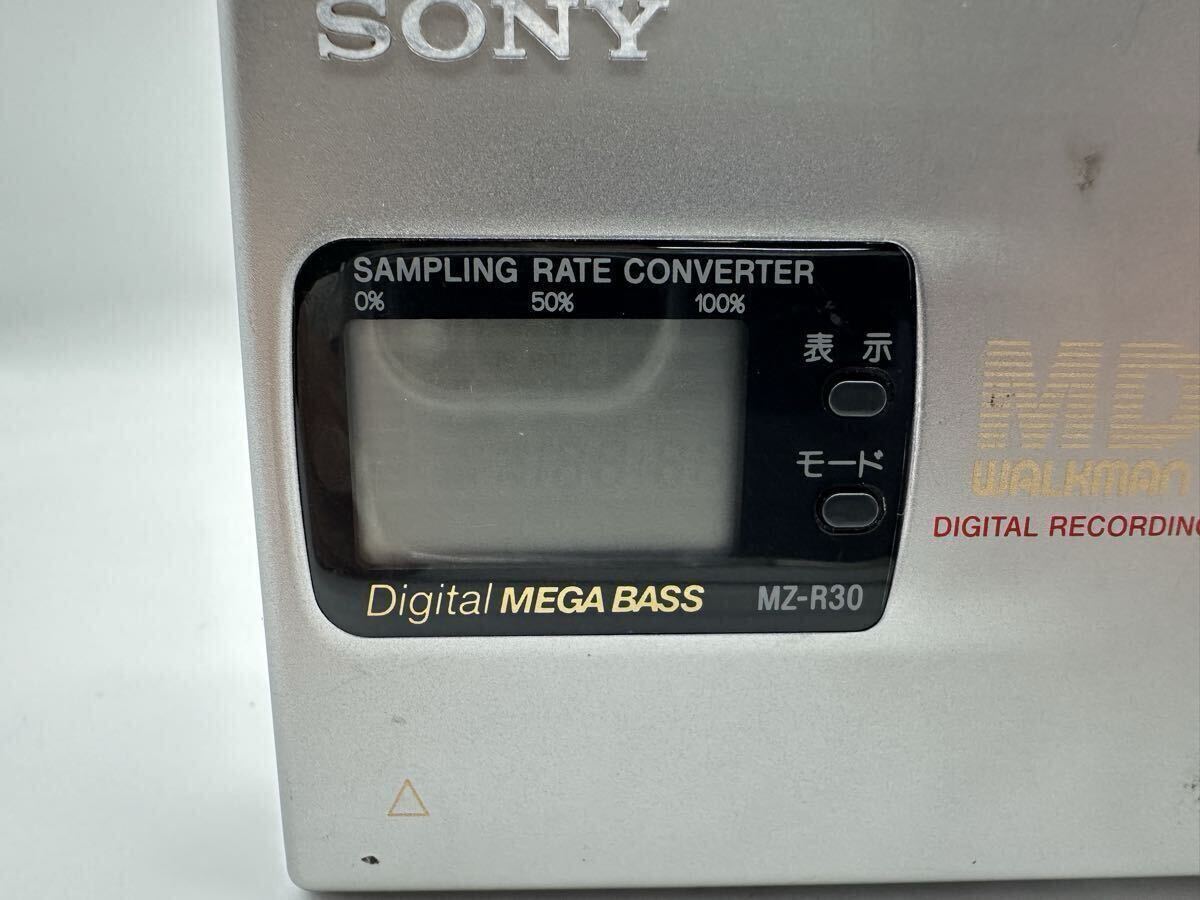 SONY
SAMPLING RATE CONVERTER
0% 50% 100%
表示
モード
Digital MEGA BASS MZ-R30
MD
WALKMAN
DIGITAL RECORDING